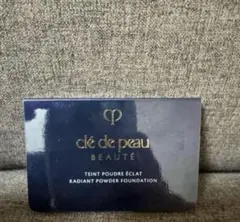 clé de peau
BEAUTÉ
TEINT POUDRE ÉCLAT
RADIANT POWDER FOUNDATION